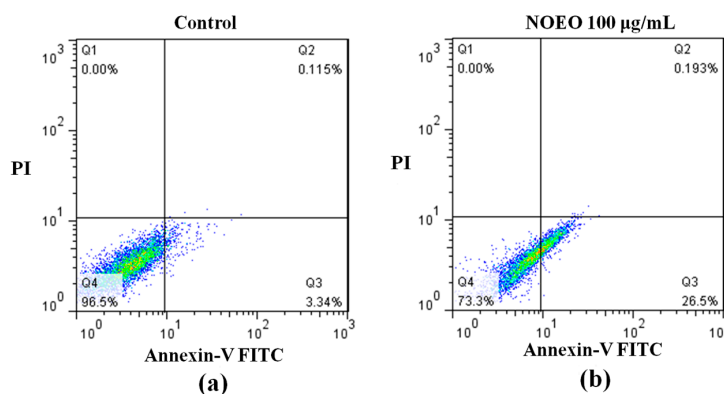 Control
NOEO 100 µg/mL
10³
Q1
0.00%
Q2
0.115%
10²
PI
10¹
Q4
96.5%
Q3
3.34%
10⁰
10⁰ 10¹ 10² 10³
Annexin-V FITC
(a)
10³
Q1
0.00%
Q2
0.193%
10²
PI
10¹
Q4
73.3%
Q3
26.5%
10⁰
10⁰ 10¹ 10² 10
Annexin-V FITC
(b)